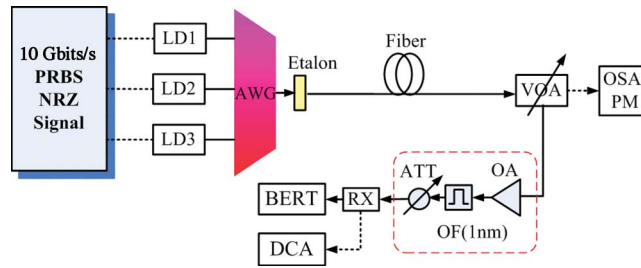 10 Gbits/s
PRBS
NRZ
Signal
LD1
LD2
LD3
AWG
Etalon
Fiber
VOA
OSA
PM
OA
ATT
OF(1nm)
RX
BERT
DCA